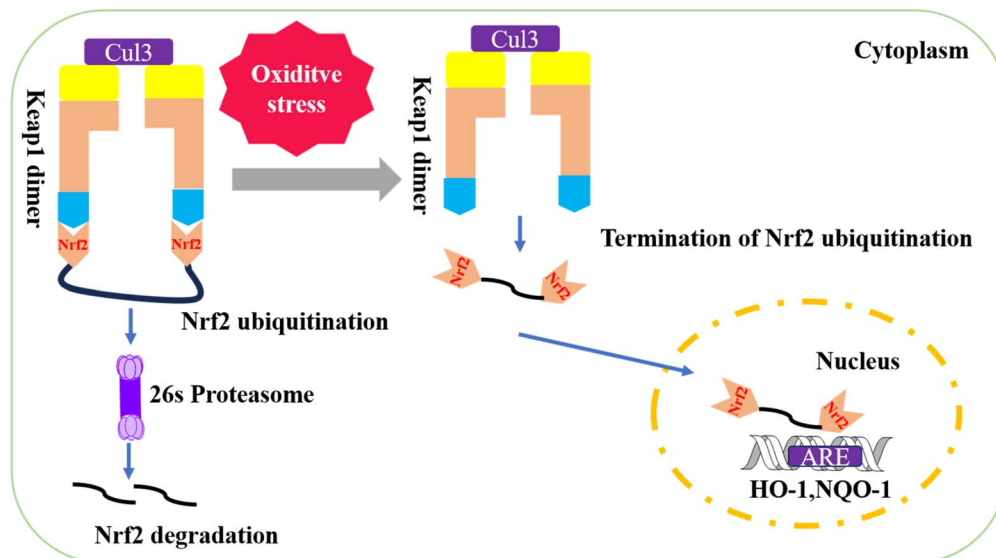 Cul3
Keap1 dimer
Nrf2
Nrf2
Oxiditve
stress
Cul3
Keap1 dimer
Cytoplasm
Termination of Nrf2 ubiquitination
Nrf2
Nrf2
Nrf2 ubiquitination
26s Proteasome
Nrf2 degradation
Nucleus
Nrf2
Nrf2
ARE
HO-1,NQO-1